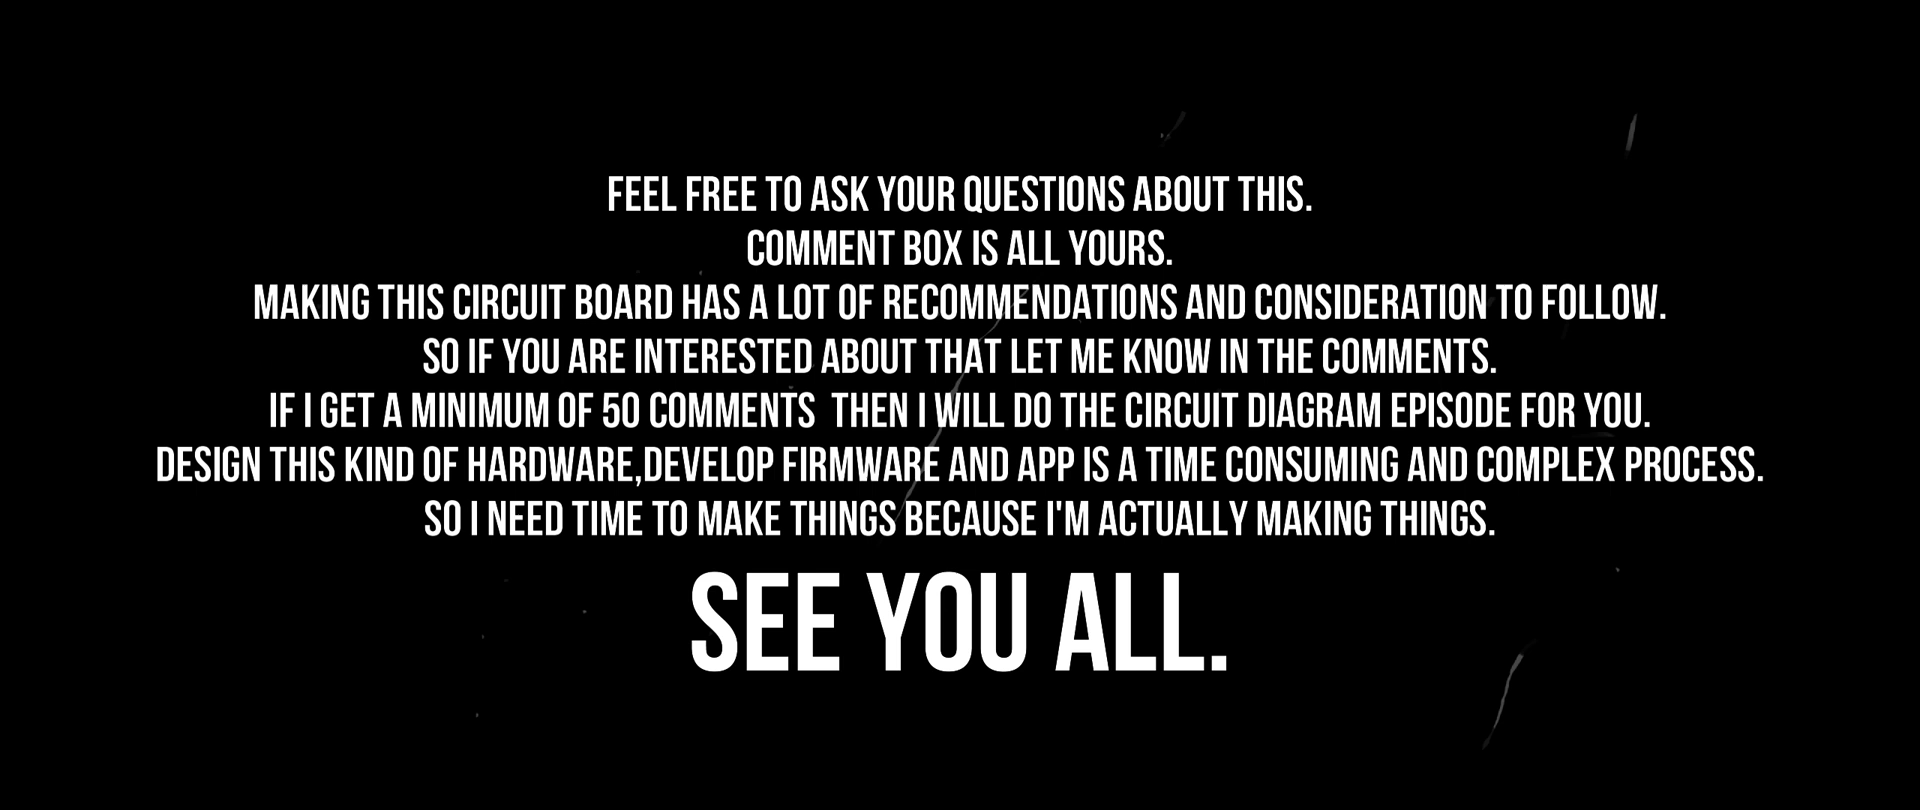 FEEL FREE TO ASK YOUR QUESTIONS ABOUT THIS.
COMMENT BOX IS ALL YOURS.
MAKING THIS CIRCUIT BOARD HAS A LOT OF RECOMMENDATIONS AND CONSIDERATION TO FOLLOW.
SO IF YOU ARE INTERESTED ABOUT THAT LET ME KNOW IN THE COMMENTS.
IF I GET A MINIMUM OF 50 COMMENTS  THEN I WILL DO THE CIRCUIT DIAGRAM EPISODE FOR YOU.
DESIGN THIS KIND OF HARDWARE,DEVELOP FIRMWARE AND APP IS A TIME CONSUMING AND COMPLEX PROCESS.
SO I NEED TIME TO MAKE THINGS BECAUSE I'M ACTUALLY MAKING THINGS.
SEE YOU ALL.